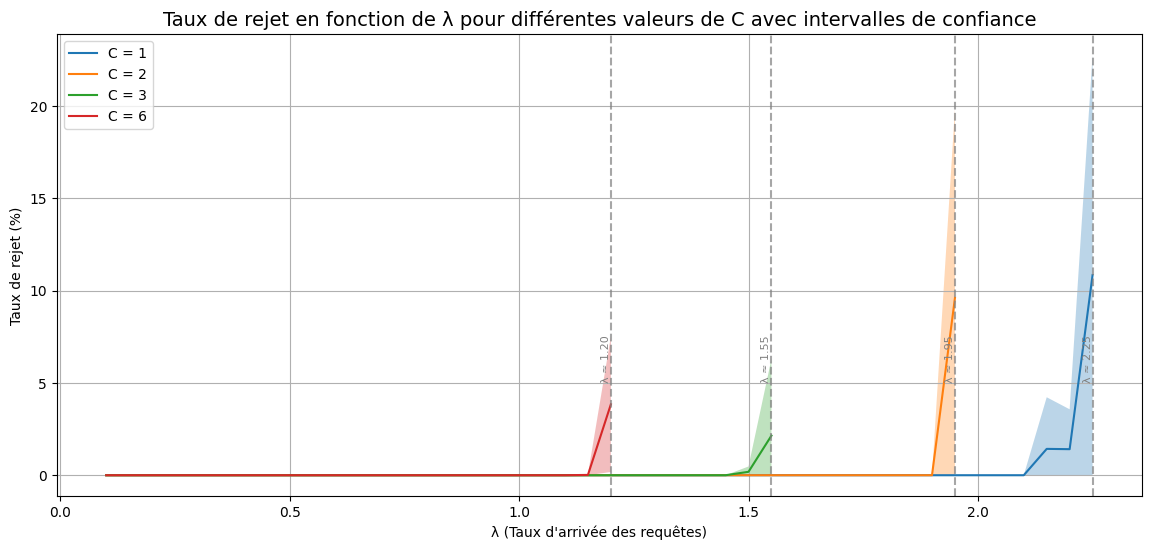 Taux de rejet en fonction de λ pour différentes valeurs de C avec intervalles de confiance
C = 1
C = 2
C = 3
C = 6
Taux de rejet (%)
20
15
10
5
0
λ ≈ 1.20
λ ≈ 1.55
λ ≈ 1.95
λ ≈ 2.25
0.0
0.5
1.0
1.5
2.0
λ (Taux d'arrivée des requêtes)